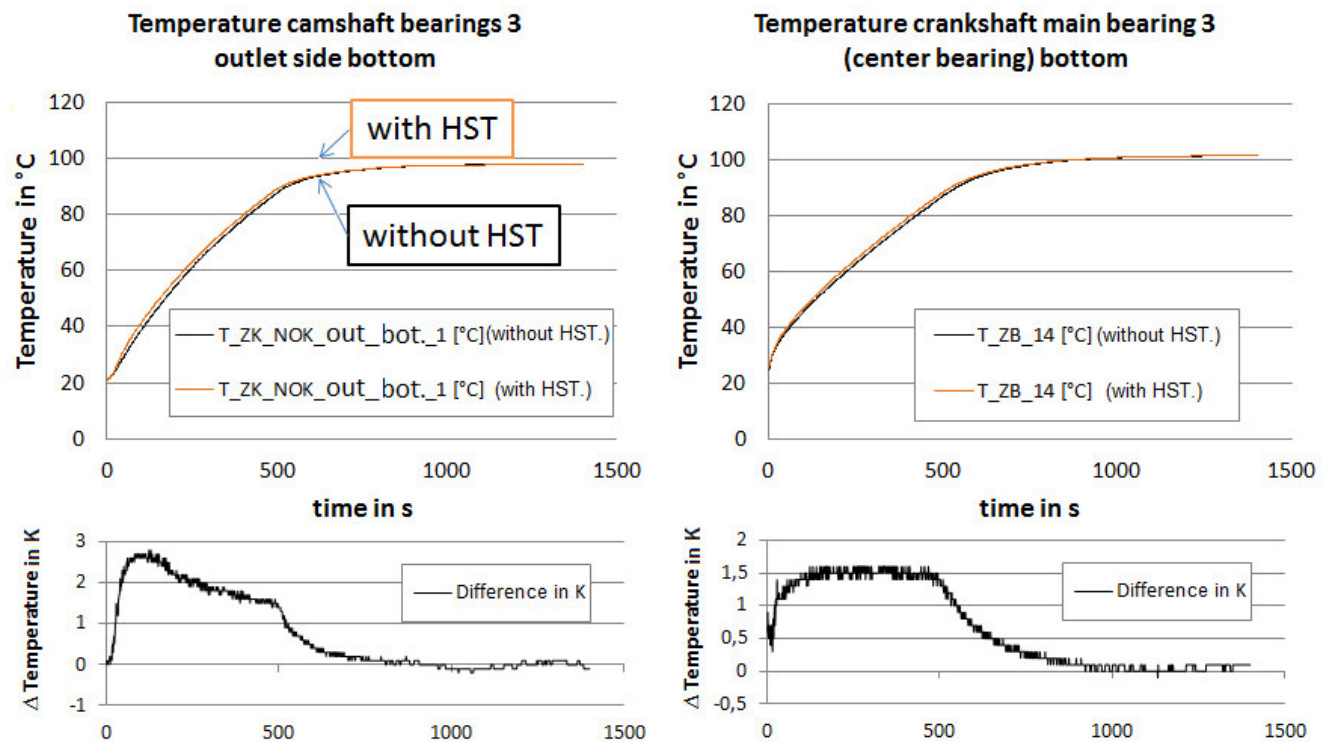 Temperature camshaft bearings 3
outlet side bottom
Temperature in °C
120
100
80
60
40
20
0
with HST
without HST
T_ZK_NOK_out_bot._1 [°C](without HST.)
T_ZK_NOK_out_bot._1 [°C] (with HST.)
0
500
1000
1500
time in s
Δ Temperature in K
3
2
1
0
-1
Difference in K
0
500
1000
1500
Temperature crankshaft main bearing 3
(center bearing) bottom
Temperature in °C
120
100
80
60
40
20
0
T_ZB_14 [°C] (without HST.)
T_ZB_14 [°C] (with HST.)
0
500
1000
1500
time in s
Δ Temperature in K
2
1,5
1
0,5
0
-0,5
Difference in K
0
500
1000
1500